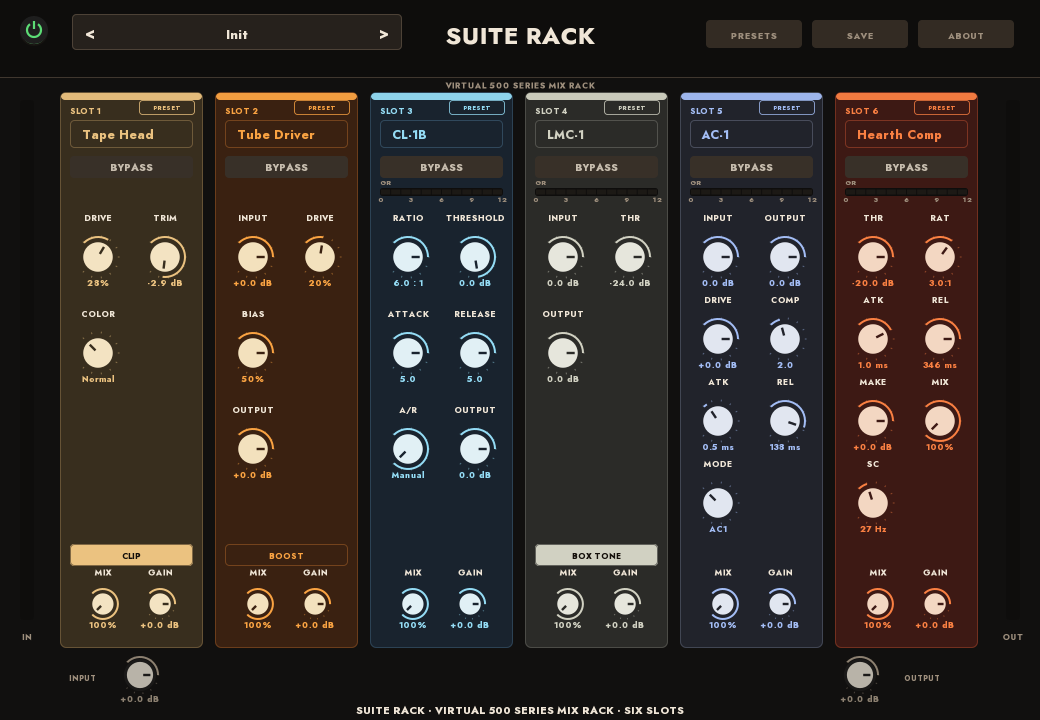 < Init >
SUITE RACK
PRESETS SAVE ABOUT
VIRTUAL 500 SERIES MIX RACK
SLOT 1 PRESET
Tape Head
BYPASS
DRIVE TRIM
28% -2.9 dB
COLOR
Normal
CLIP
MIX GAIN
100% +0.0 dB
SLOT 2 PRESET
Tube Driver
BYPASS
INPUT DRIVE
+0.0 dB 20%
BIAS
50%
OUTPUT
+0.0 dB
BOOST
MIX GAIN
100% +0.0 dB
SLOT 3 PRESET
CL-1B
BYPASS
GR
0 3 6 9 12
RATIO THRESHOLD
6.0 : 1 0.0 dB
ATTACK RELEASE
5.0 5.0
A/R OUTPUT
Manual 0.0 dB
MIX GAIN
100% +0.0 dB
SLOT 4 PRESET
LMC-1
BYPASS
GR
0 3 6 9 12
INPUT THR
0.0 dB -24.0 dB
OUTPUT
0.0 dB
BOX TONE
MIX GAIN
100% +0.0 dB
SLOT 5 PRESET
AC-1
BYPASS
GR
0 3 6 9 12
INPUT OUTPUT
0.0 dB 0.0 dB
DRIVE COMP
+0.0 dB 2.0
ATK REL
0.5 ms 138 ms
MODE
AC1
MIX GAIN
100% +0.0 dB
SLOT 6 PRESET
Hearth Comp
BYPASS
GR
0 3 6 9 12
THR RAT
-20.0 dB 3.0:1
ATK REL
1.0 ms 346 ms
MAKE MIX
+0.0 dB 100%
SC
27 Hz
MIX GAIN
100% +0.0 dB
IN OUT
INPUT
+0.0 dB
OUTPUT
+0.0 dB
SUITE RACK · VIRTUAL 500 SERIES MIX RACK · SIX SLOTS